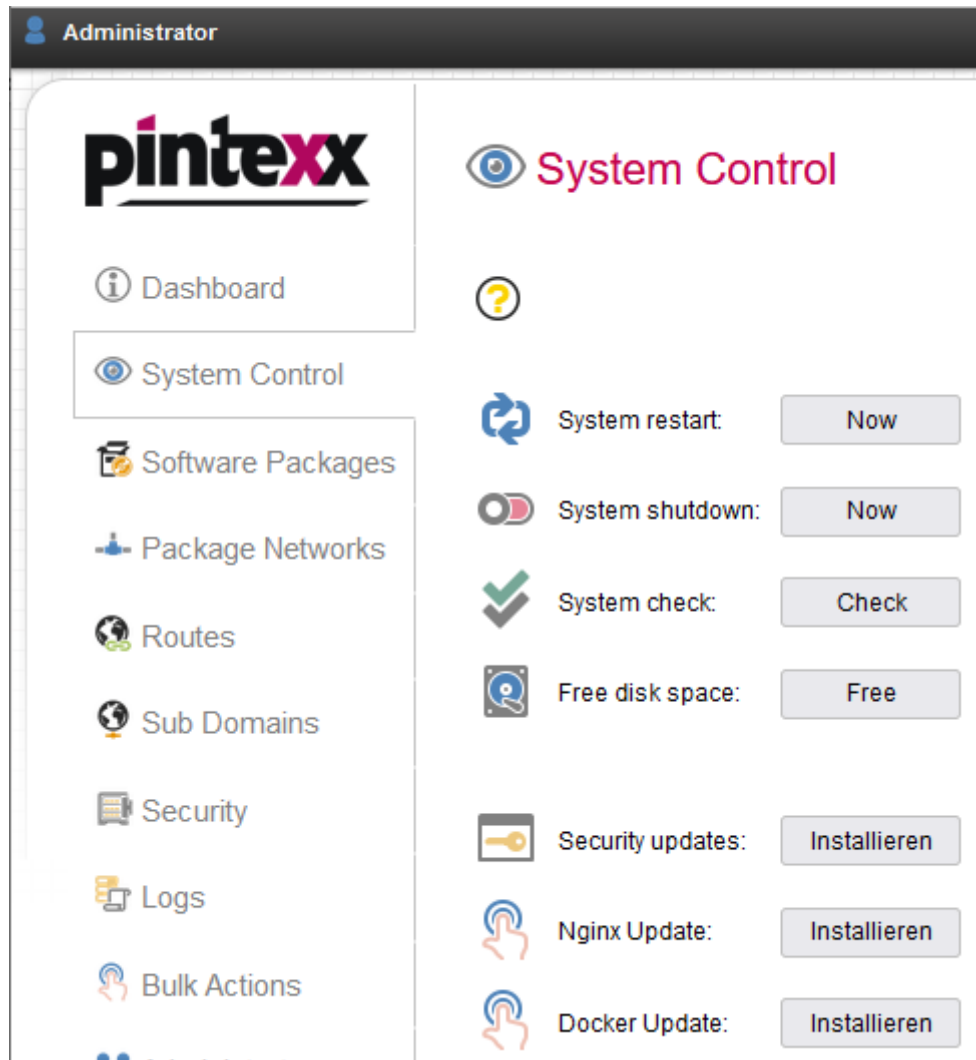 Administrator
pintexx
System Control
Dashboard
System Control
Software Packages
Package Networks
Routes
Sub Domains
Security
Logs
Bulk Actions
?
System restart: Now
System shutdown: Now
System check: Check
Free disk space: Free
Security updates: Installieren
Nginx Update: Installieren
Docker Update: Installieren